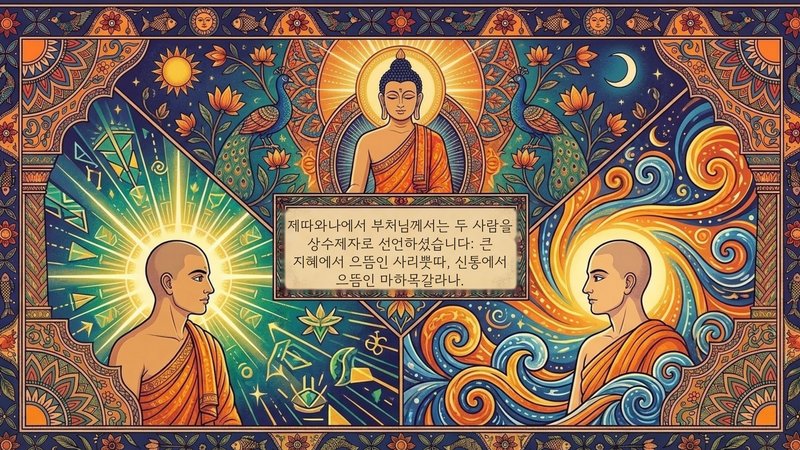 제따와나에서 부처님께서는 두 사람을
상수제자로 선언하셨습니다: 큰
지혜에서 으뜸인 사리뿟따, 신통에서
으뜸인 마하목갈라나.